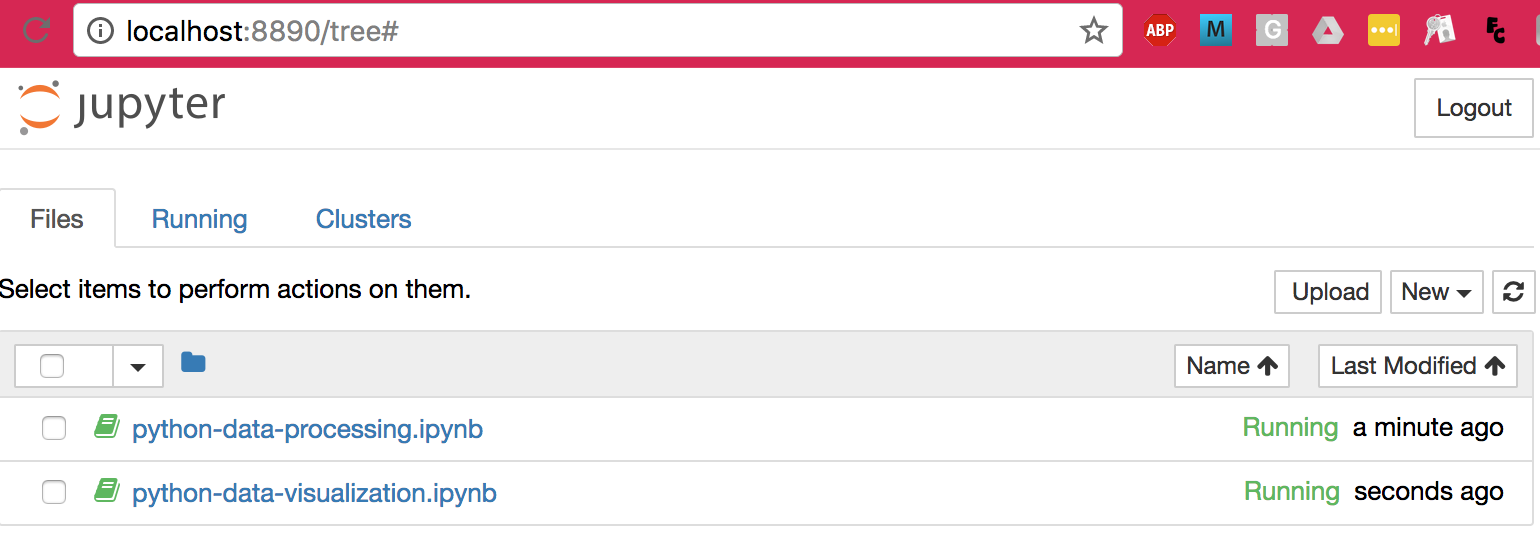 localhost:8890/tree#
ABP
M
G
FC
jupyter
Logout
Files Running Clusters
Select items to perform actions on them.
Upload New
Name Last Modified
python-data-processing.ipynb Running a minute ago
python-data-visualization.ipynb Running seconds ago